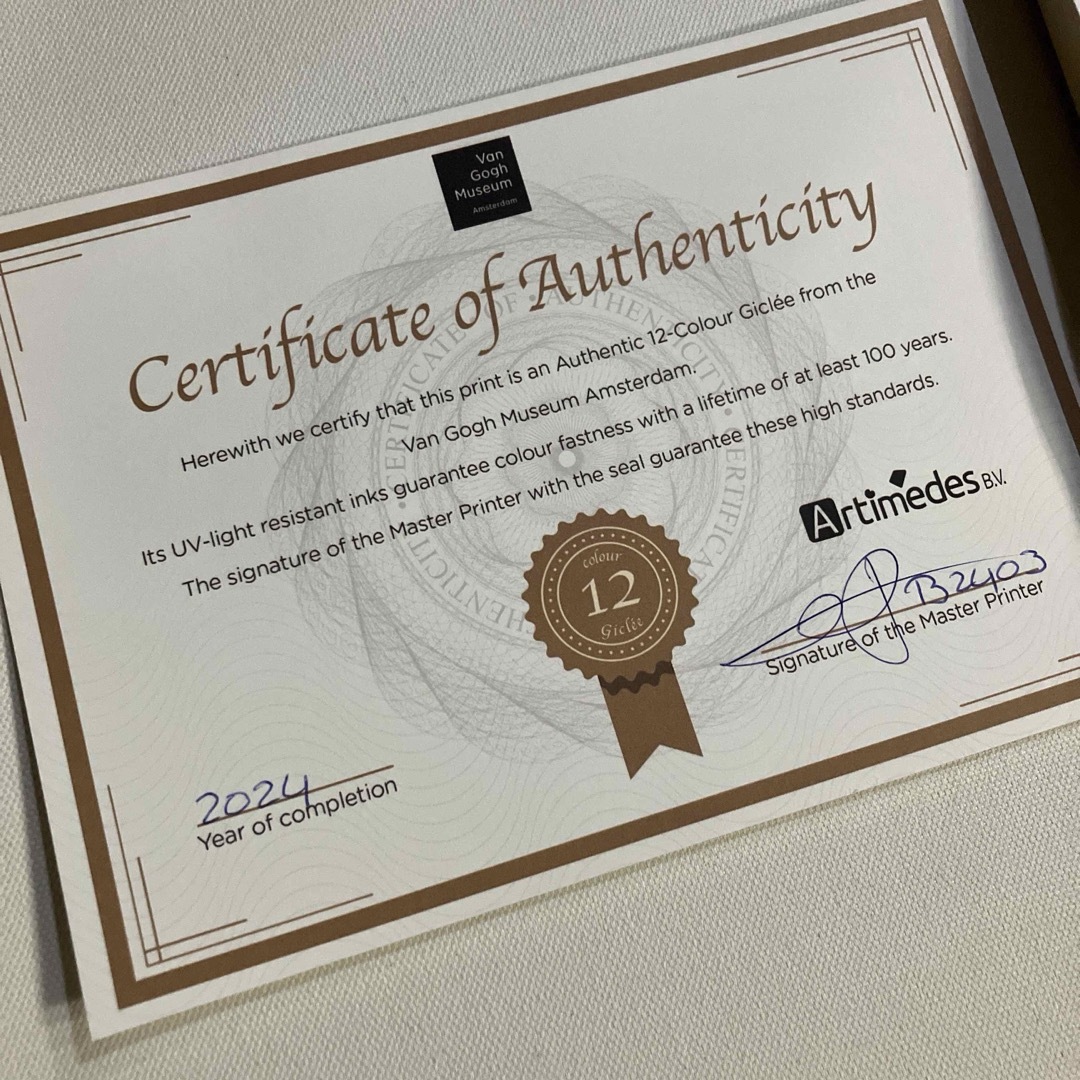 Van
Gogh
Museum
Amsterdam
Certificate of Authenticity
Herewith we certify that this print is an Authentic 12-Colour Giclée from the
Van Gogh Museum Amsterdam.
Its UV-light resistant inks guarantee colour fastness with a lifetime of at least 100 years.
The signature of the Master Printer with the seal guarantee these high standards.
Artimedes B.V.
colour
12
Giclée
B2403
Signature of the Master Printer
2024
Year of completion